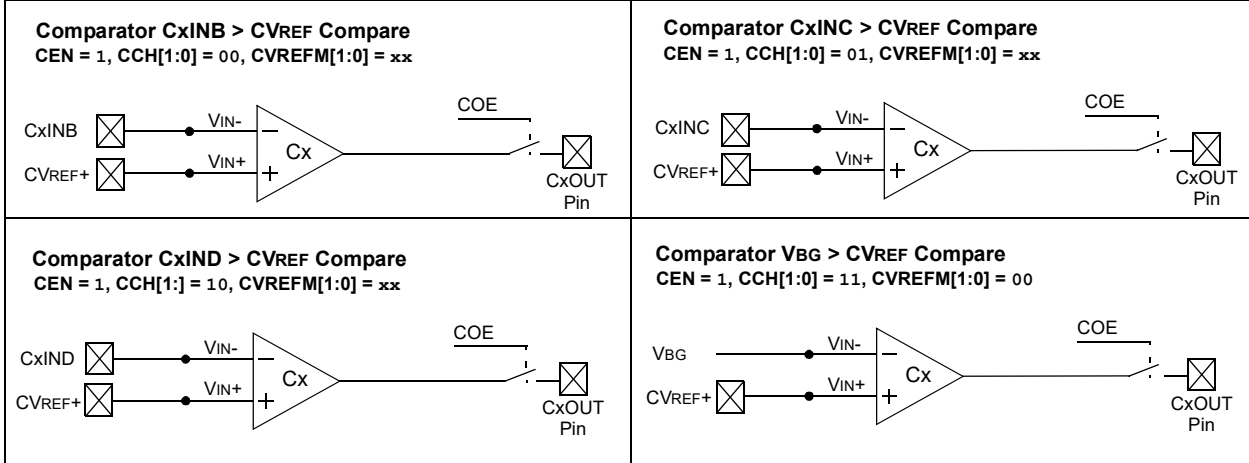 Comparator CxINB > CVREF Compare
CEN = 1, CCH[1:0] = 00, CVREFM[1:0] = xx
COE
CxINB
VIN-
–
Cx
CVREF+
VIN+
+
CxOUT
Pin
Comparator CxINC > CVREF Compare
CEN = 1, CCH[1:0] = 01, CVREFM[1:0] = xx
COE
CxINC
VIN-
–
Cx
CVREF+
VIN+
+
CxOUT
Pin
Comparator CxIND > CVREF Compare
CEN = 1, CCH[1:] = 10, CVREFM[1:0] = xx
COE
CxIND
VIN-
–
Cx
CVREF+
VIN+
+
CxOUT
Pin
Comparator VBG > CVREF Compare
CEN = 1, CCH[1:0] = 11, CVREFM[1:0] = 00
COE
VBG
VIN-
–
Cx
CVREF+
VIN+
+
CxOUT
Pin